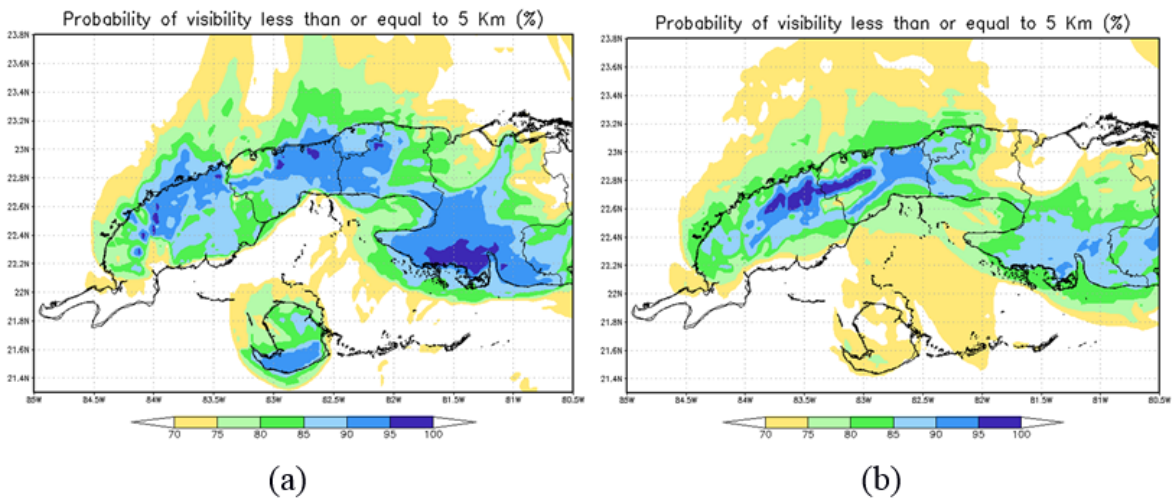 Probability of visibility less than or equal to 5 Km (%)
23.8N
23.6N
23.4N
23.2N
23N
22.8N
22.6N
22.4N
22.2N
22N
21.8N
21.6N
21.4N
85W 84.5W 84W 83.5W 83W 82.5W 82W 81.5W 81W 80.5W
70 75 80 85 90 95 100
(a)
Probability of visibility less than or equal to 5 Km (%)
23.8N
23.6N
23.4N
23.2N
23N
22.8N
22.6N
22.4N
22.2N
22N
21.8N
21.6N
21.4N
85W 84.5W 84W 83.5W 83W 82.5W 82W 81.5W 81W 80.5W
70 75 80 85 90 95 100
(b)